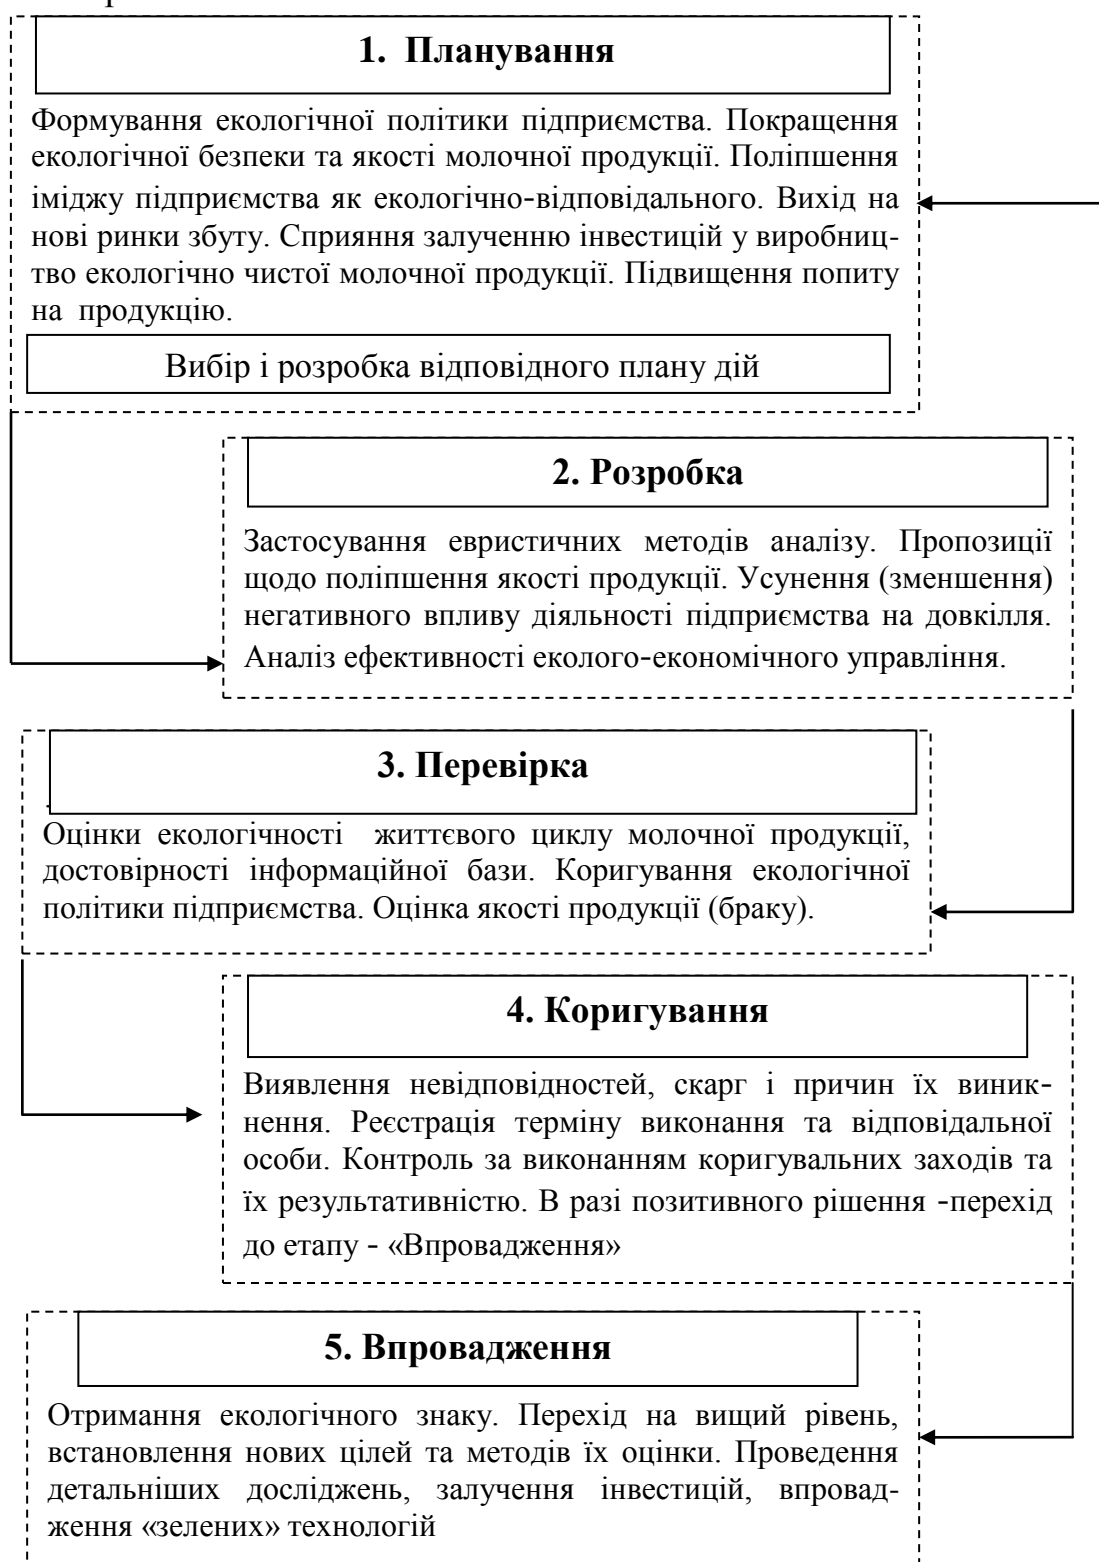 1. Планування
Формування екологічної політики підприємства. Покращення
екологічної безпеки та якості молочної продукції. Поліпшення
іміджу підприємства як екологічно-відповідального. Вихід на
нові ринки збуту. Сприяння залученню інвестицій у виробниц-
тво екологічно чистої молочної продукції. Підвищення попиту
на продукцію.
Вибір і розробка відповідного плану дій
2. Розробка
Застосування евристичних методів аналізу. Пропозиції
щодо поліпшення якості продукції. Усунення (зменшення)
негативного впливу діяльності підприємства на довкілля.
Аналіз ефективності еколого-економічного управління.
3. Перевірка
Оцінки екологічності життєвого циклу молочної продукції,
достовірності інформаційної бази. Коригування екологічної
політики підприємства. Оцінка якості продукції (браку).
4. Коригування
Виявлення невідповідностей, скарг і причин їх виник-
нення. Реєстрація терміну виконання та відповідальної
особи. Контроль за виконанням коригувальних заходів та
їх результативністю. В разі позитивного рішення -перехід
до етапу - «Впровадження»
5. Впровадження
Отримання екологічного знаку. Перехід на вищий рівень,
встановлення нових цілей та методів їх оцінки. Проведення
детальніших досліджень, залучення інвестицій, впровад-
ження «зелених» технологій